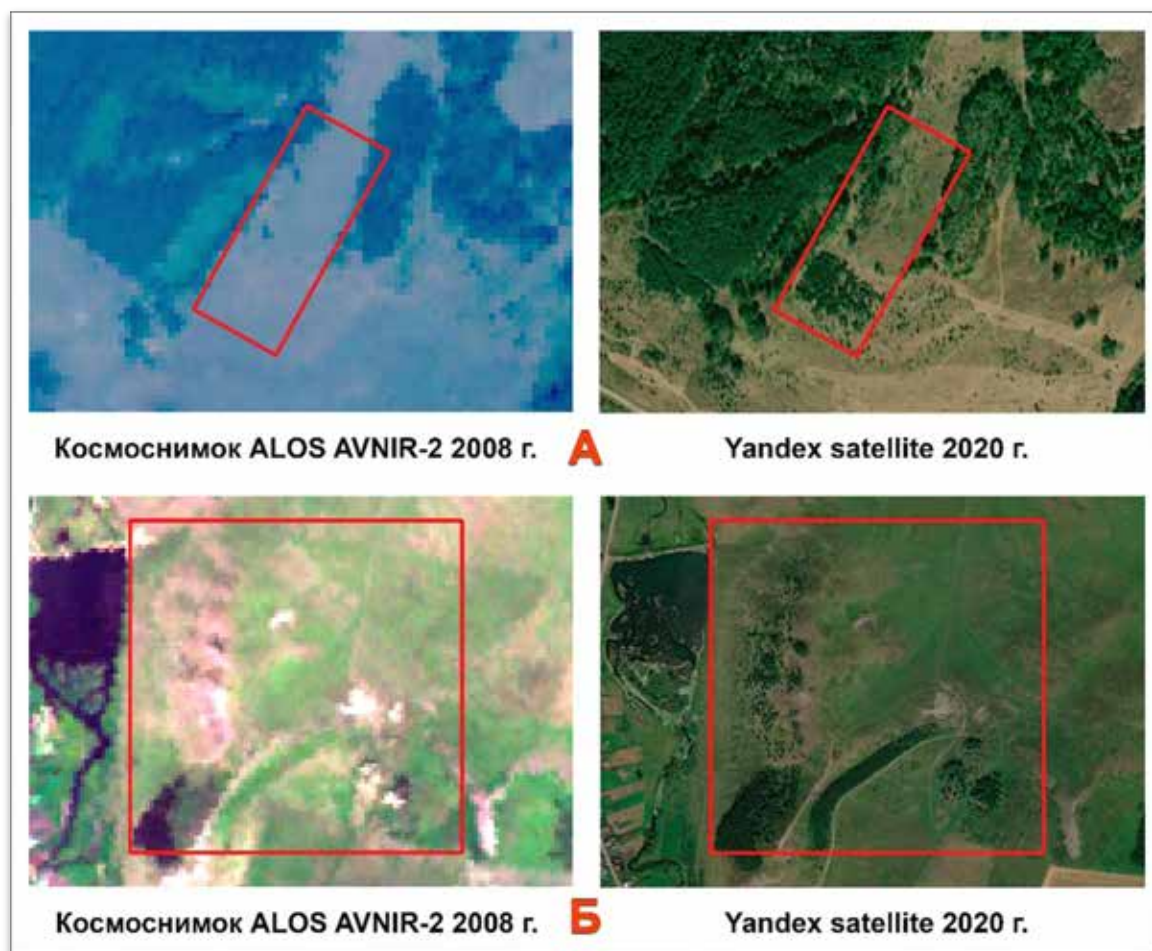 Космоснимок ALOS AVNIR-2 2008 г. А Yandex satellite 2020 г.
Космоснимок ALOS AVNIR-2 2008 г. Б Yandex satellite 2020 г.